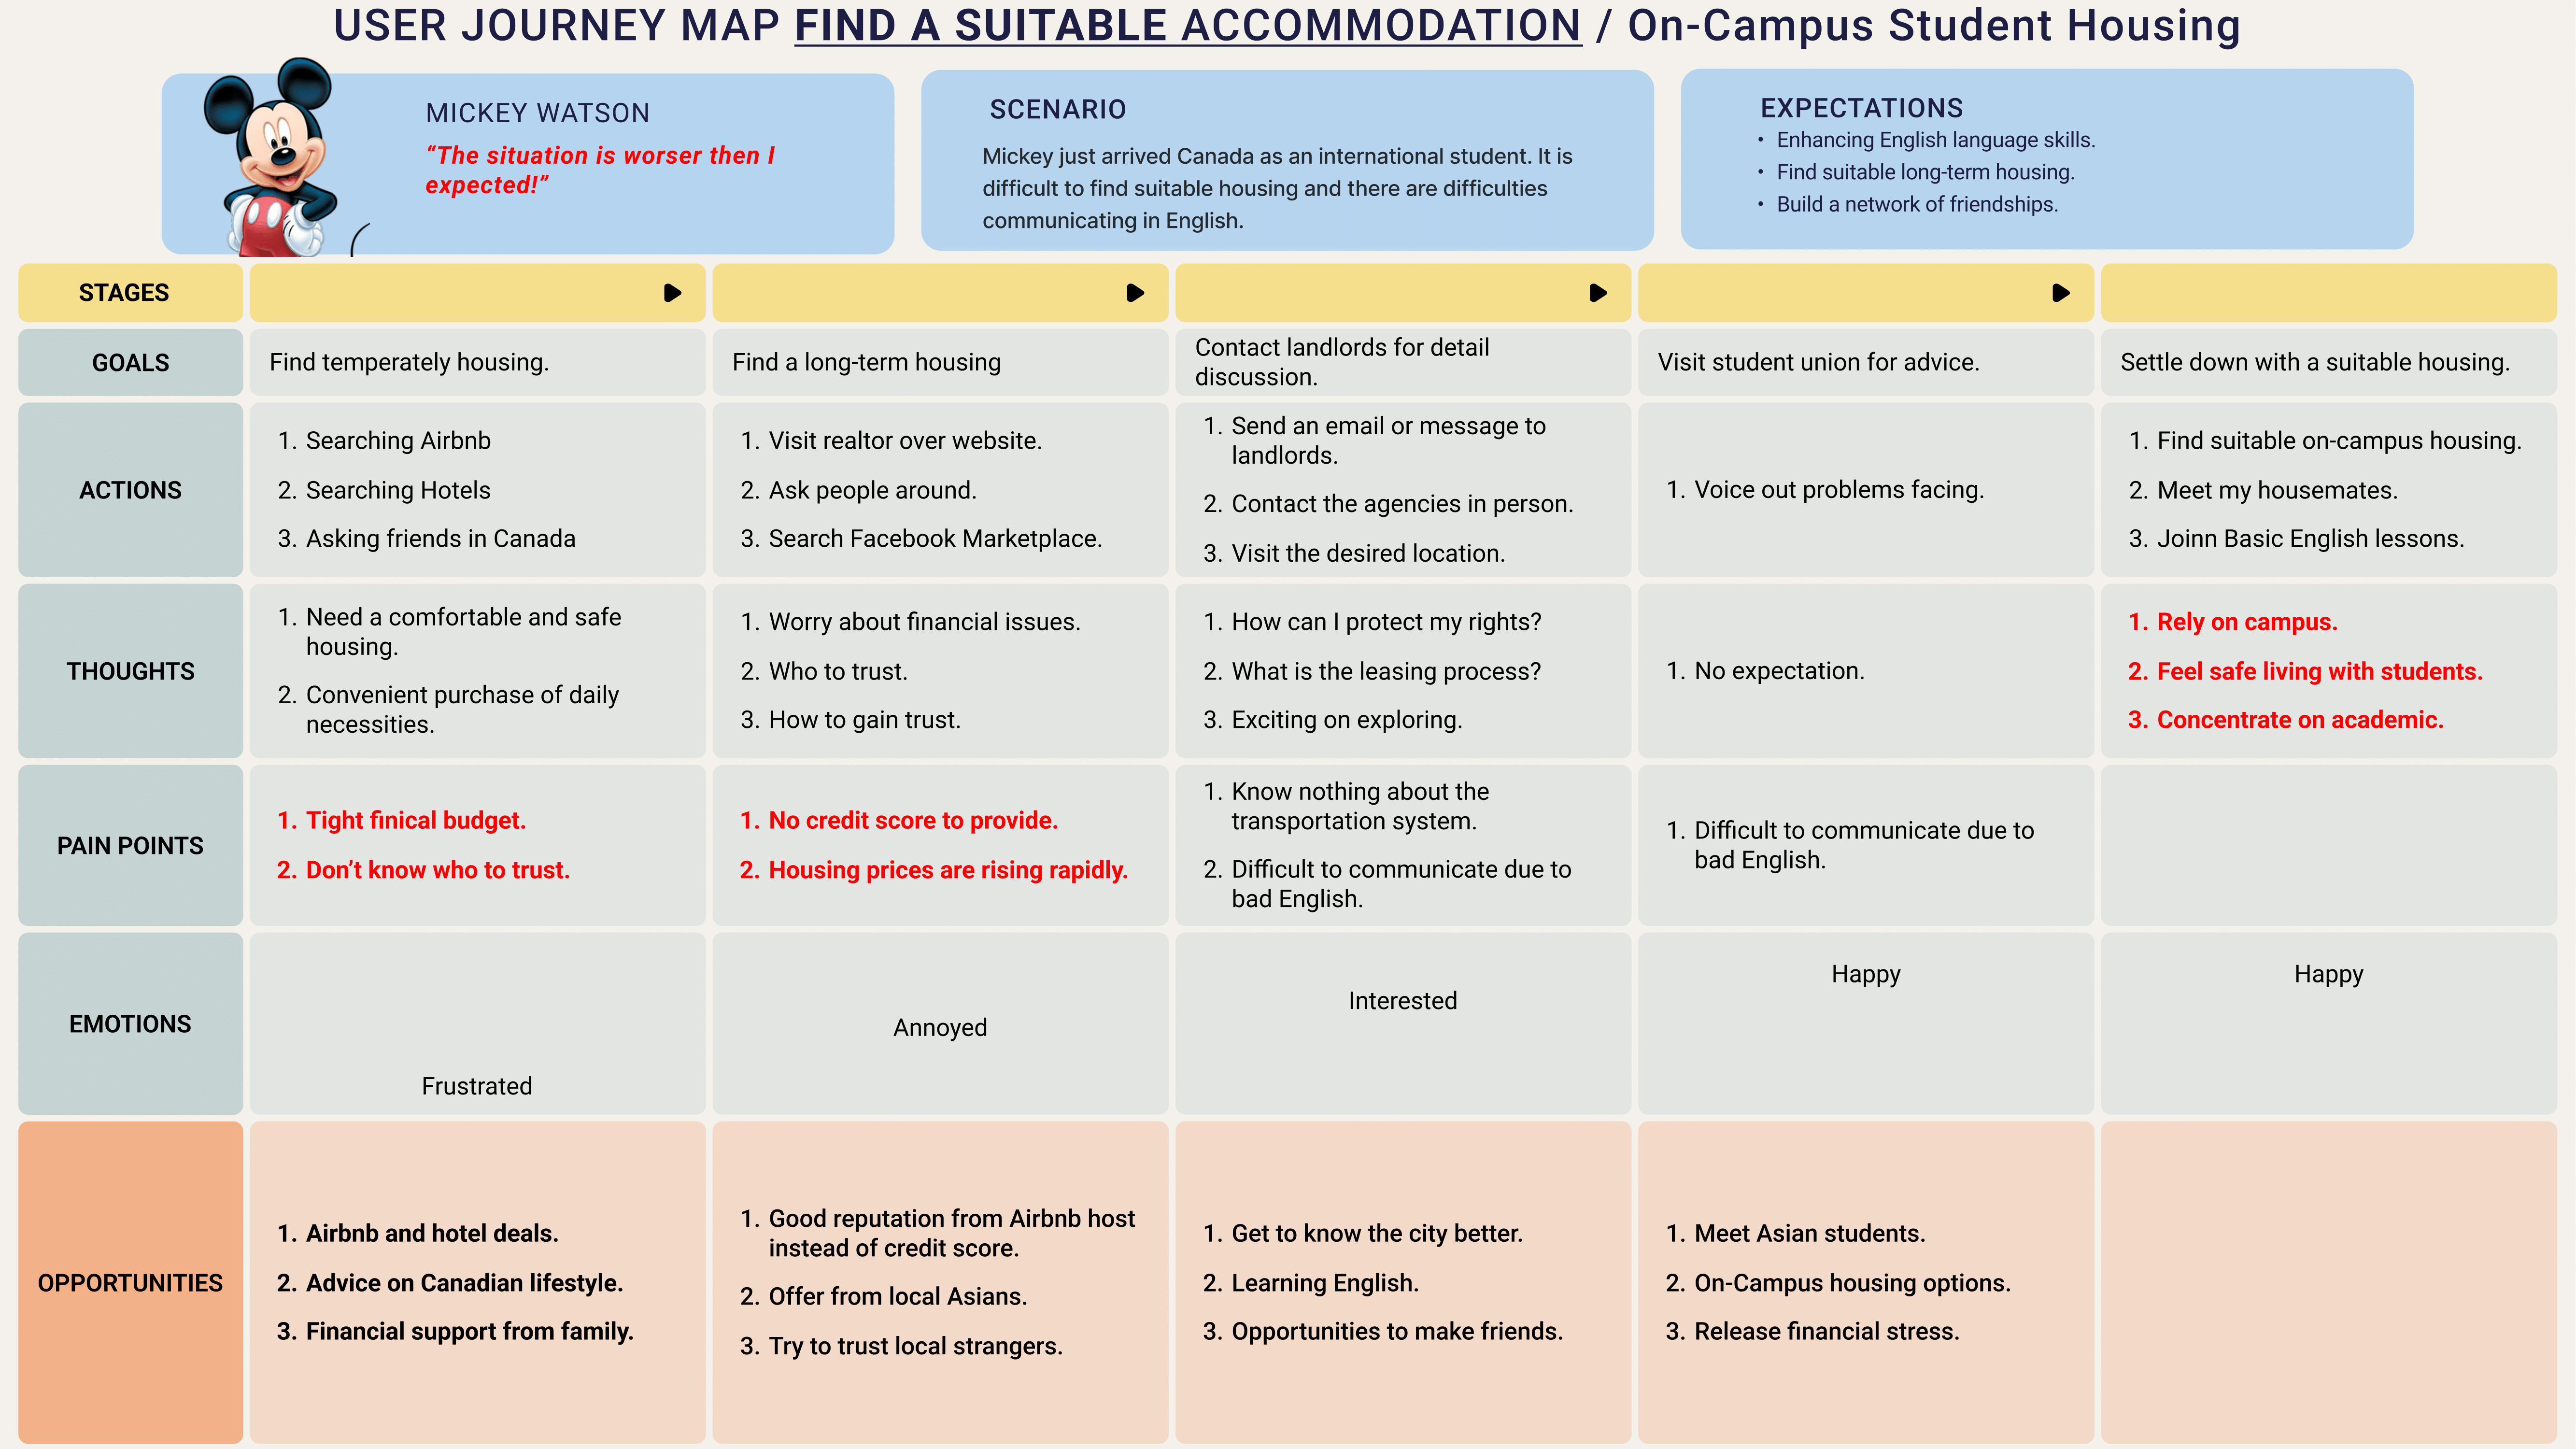 USER JOURNEY MAP FIND A SUITABLE ACCOMMODATION / On-Campus Student Housing
MICKEY WATSON
“The situation is worser then I
expected!”
SCENARIO
Mickey just arrived Canada as an international student. It is
difficult to find suitable housing and there are difficulties
communicating in English.
EXPECTATIONS
• Enhancing English language skills.
• Find suitable long-term housing.
• Build a network of friendships.
STAGES
GOALS
Find temperately housing.
Find a long-term housing
Contact landlords for detail
discussion.
Visit student union for advice.
Settle down with a suitable housing.
ACTIONS
1. Searching Airbnb
2. Searching Hotels
3. Asking friends in Canada
1. Visit realtor over website.
2. Ask people around.
3. Search Facebook Marketplace.
1. Send an email or message to
landlords.
2. Contact the agencies in person.
3. Visit the desired location.
1. Voice out problems facing.
1. Find suitable on-campus housing.
2. Meet my housemates.
3. Joinn Basic English lessons.
THOUGHTS
1. Need a comfortable and safe
housing.
2. Convenient purchase of daily
necessities.
1. Worry about financial issues.
2. Who to trust.
3. How to gain trust.
1. How can I protect my rights?
2. What is the leasing process?
3. Exciting on exploring.
1. No expectation.
1. Rely on campus.
2. Feel safe living with students.
3. Concentrate on academic.
PAIN POINTS
1. Tight finical budget.
2. Don’t know who to trust.
1. No credit score to provide.
2. Housing prices are rising rapidly.
1. Know nothing about the
transportation system.
2. Difficult to communicate due to
bad English.
1. Difficult to communicate due to
bad English.
EMOTIONS
Frustrated
Annoyed
Interested
Happy
Happy
OPPORTUNITIES
1. Airbnb and hotel deals.
2. Advice on Canadian lifestyle.
3. Financial support from family.
1. Good reputation from Airbnb host
instead of credit score.
2. Offer from local Asians.
3. Try to trust local strangers.
1. Get to know the city better.
2. Learning English.
3. Opportunities to make friends.
1. Meet Asian students.
2. On-Campus housing options.
3. Release financial stress.